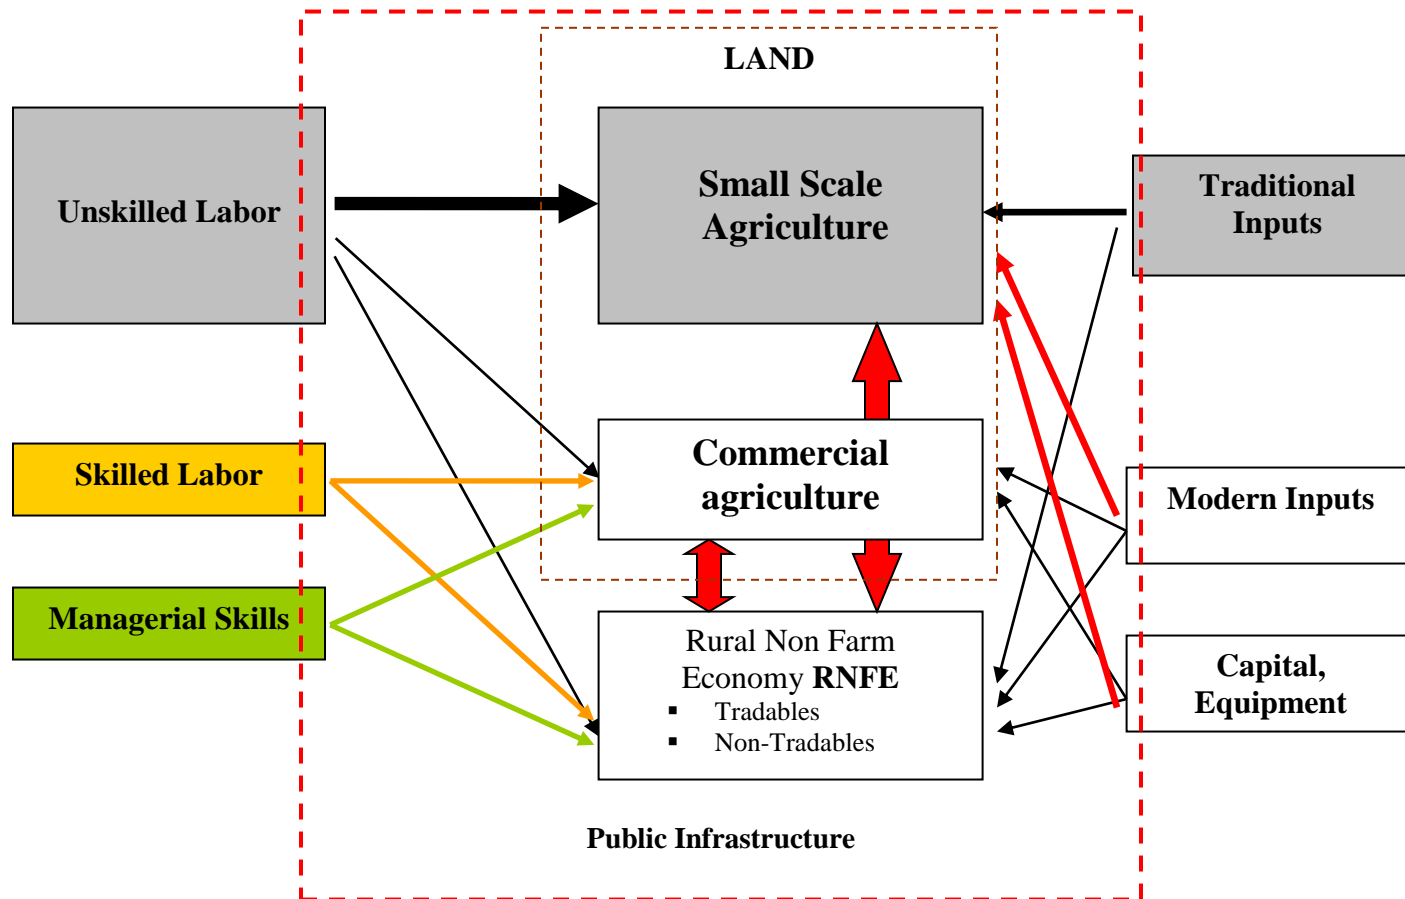 LAND
Unskilled Labor
Small Scale
Agriculture
Traditional
Inputs
Skilled Labor
Commercial
agriculture
Modern Inputs
Managerial Skills
Rural Non Farm
Economy RNFE
▪ Tradables
▪ Non-Tradables
Capital,
Equipment
Public Infrastructure